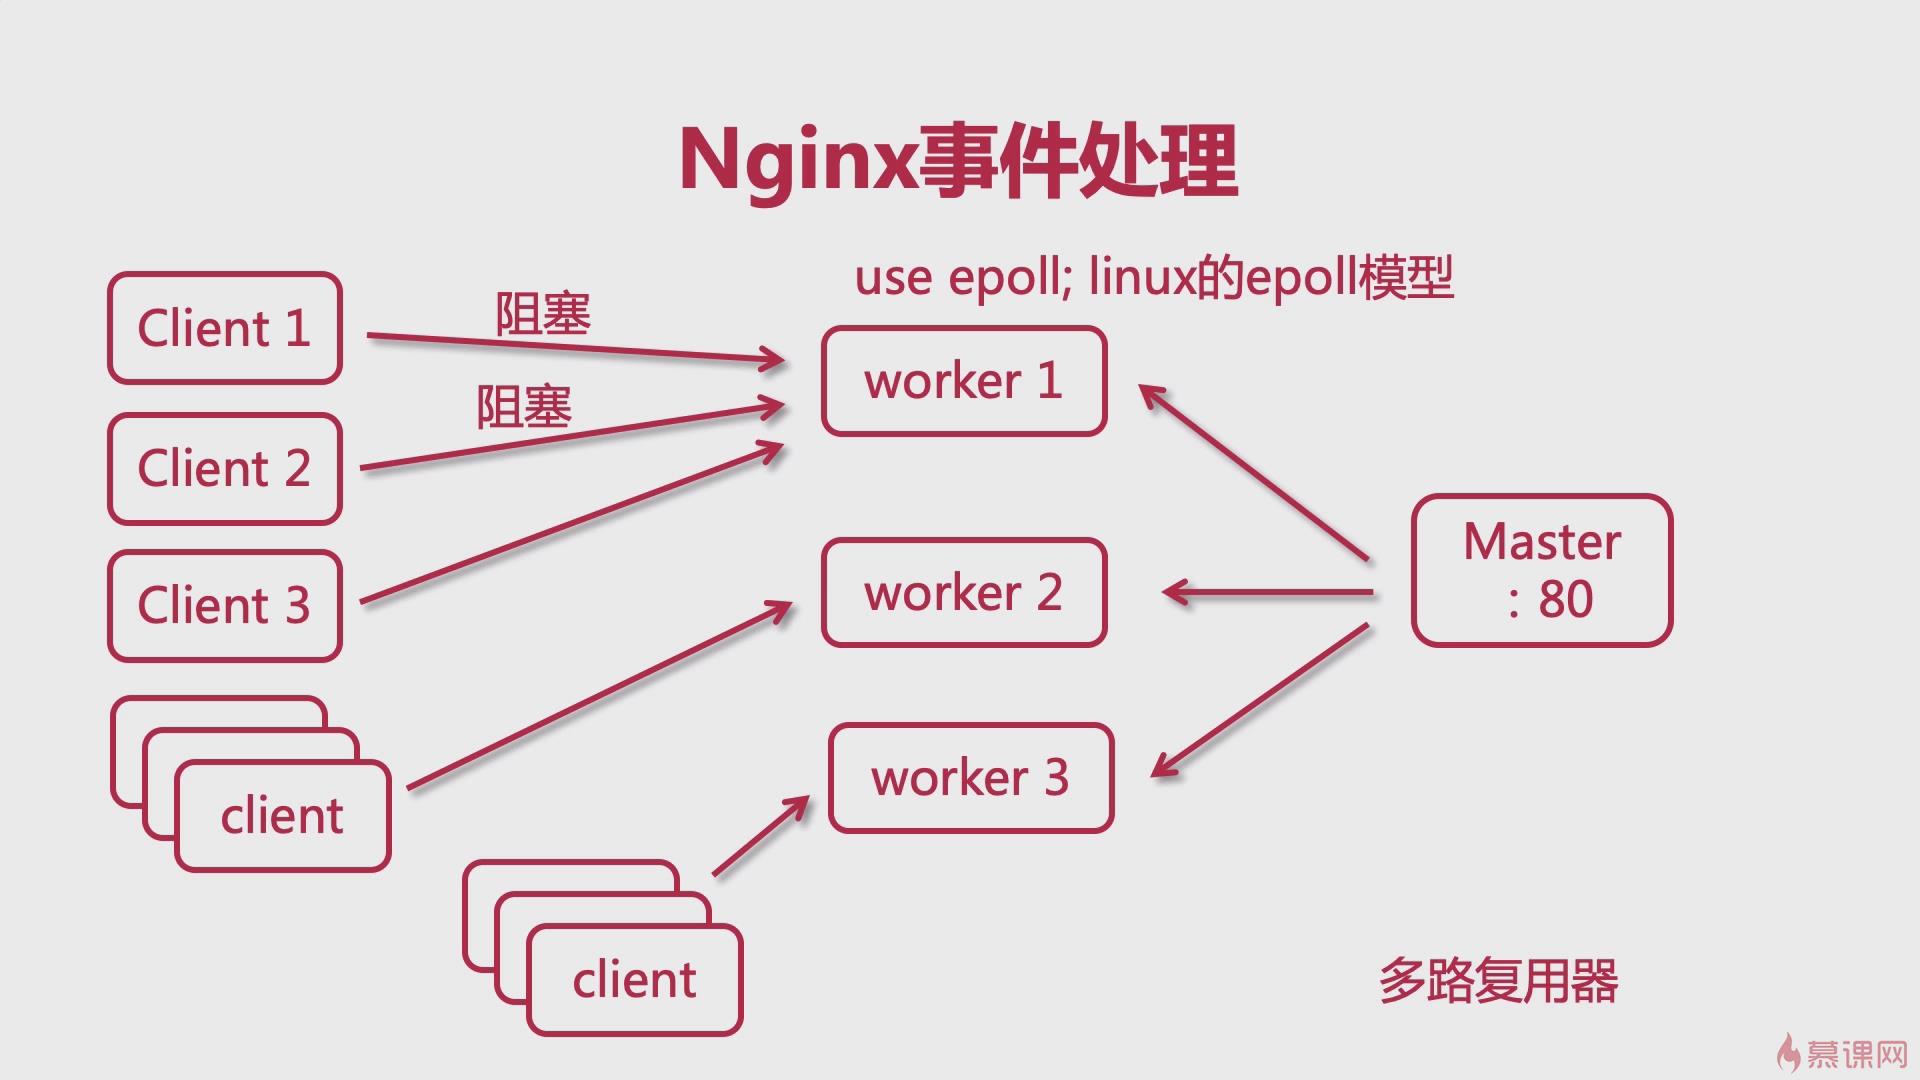 Nginx事件处理
use epoll; linux的epoll模型
Client 1
阻塞
worker 1
Client 2
阻塞
Client 3
worker 2
Master
：80
worker 3
client
client
多路复用器
慕课网